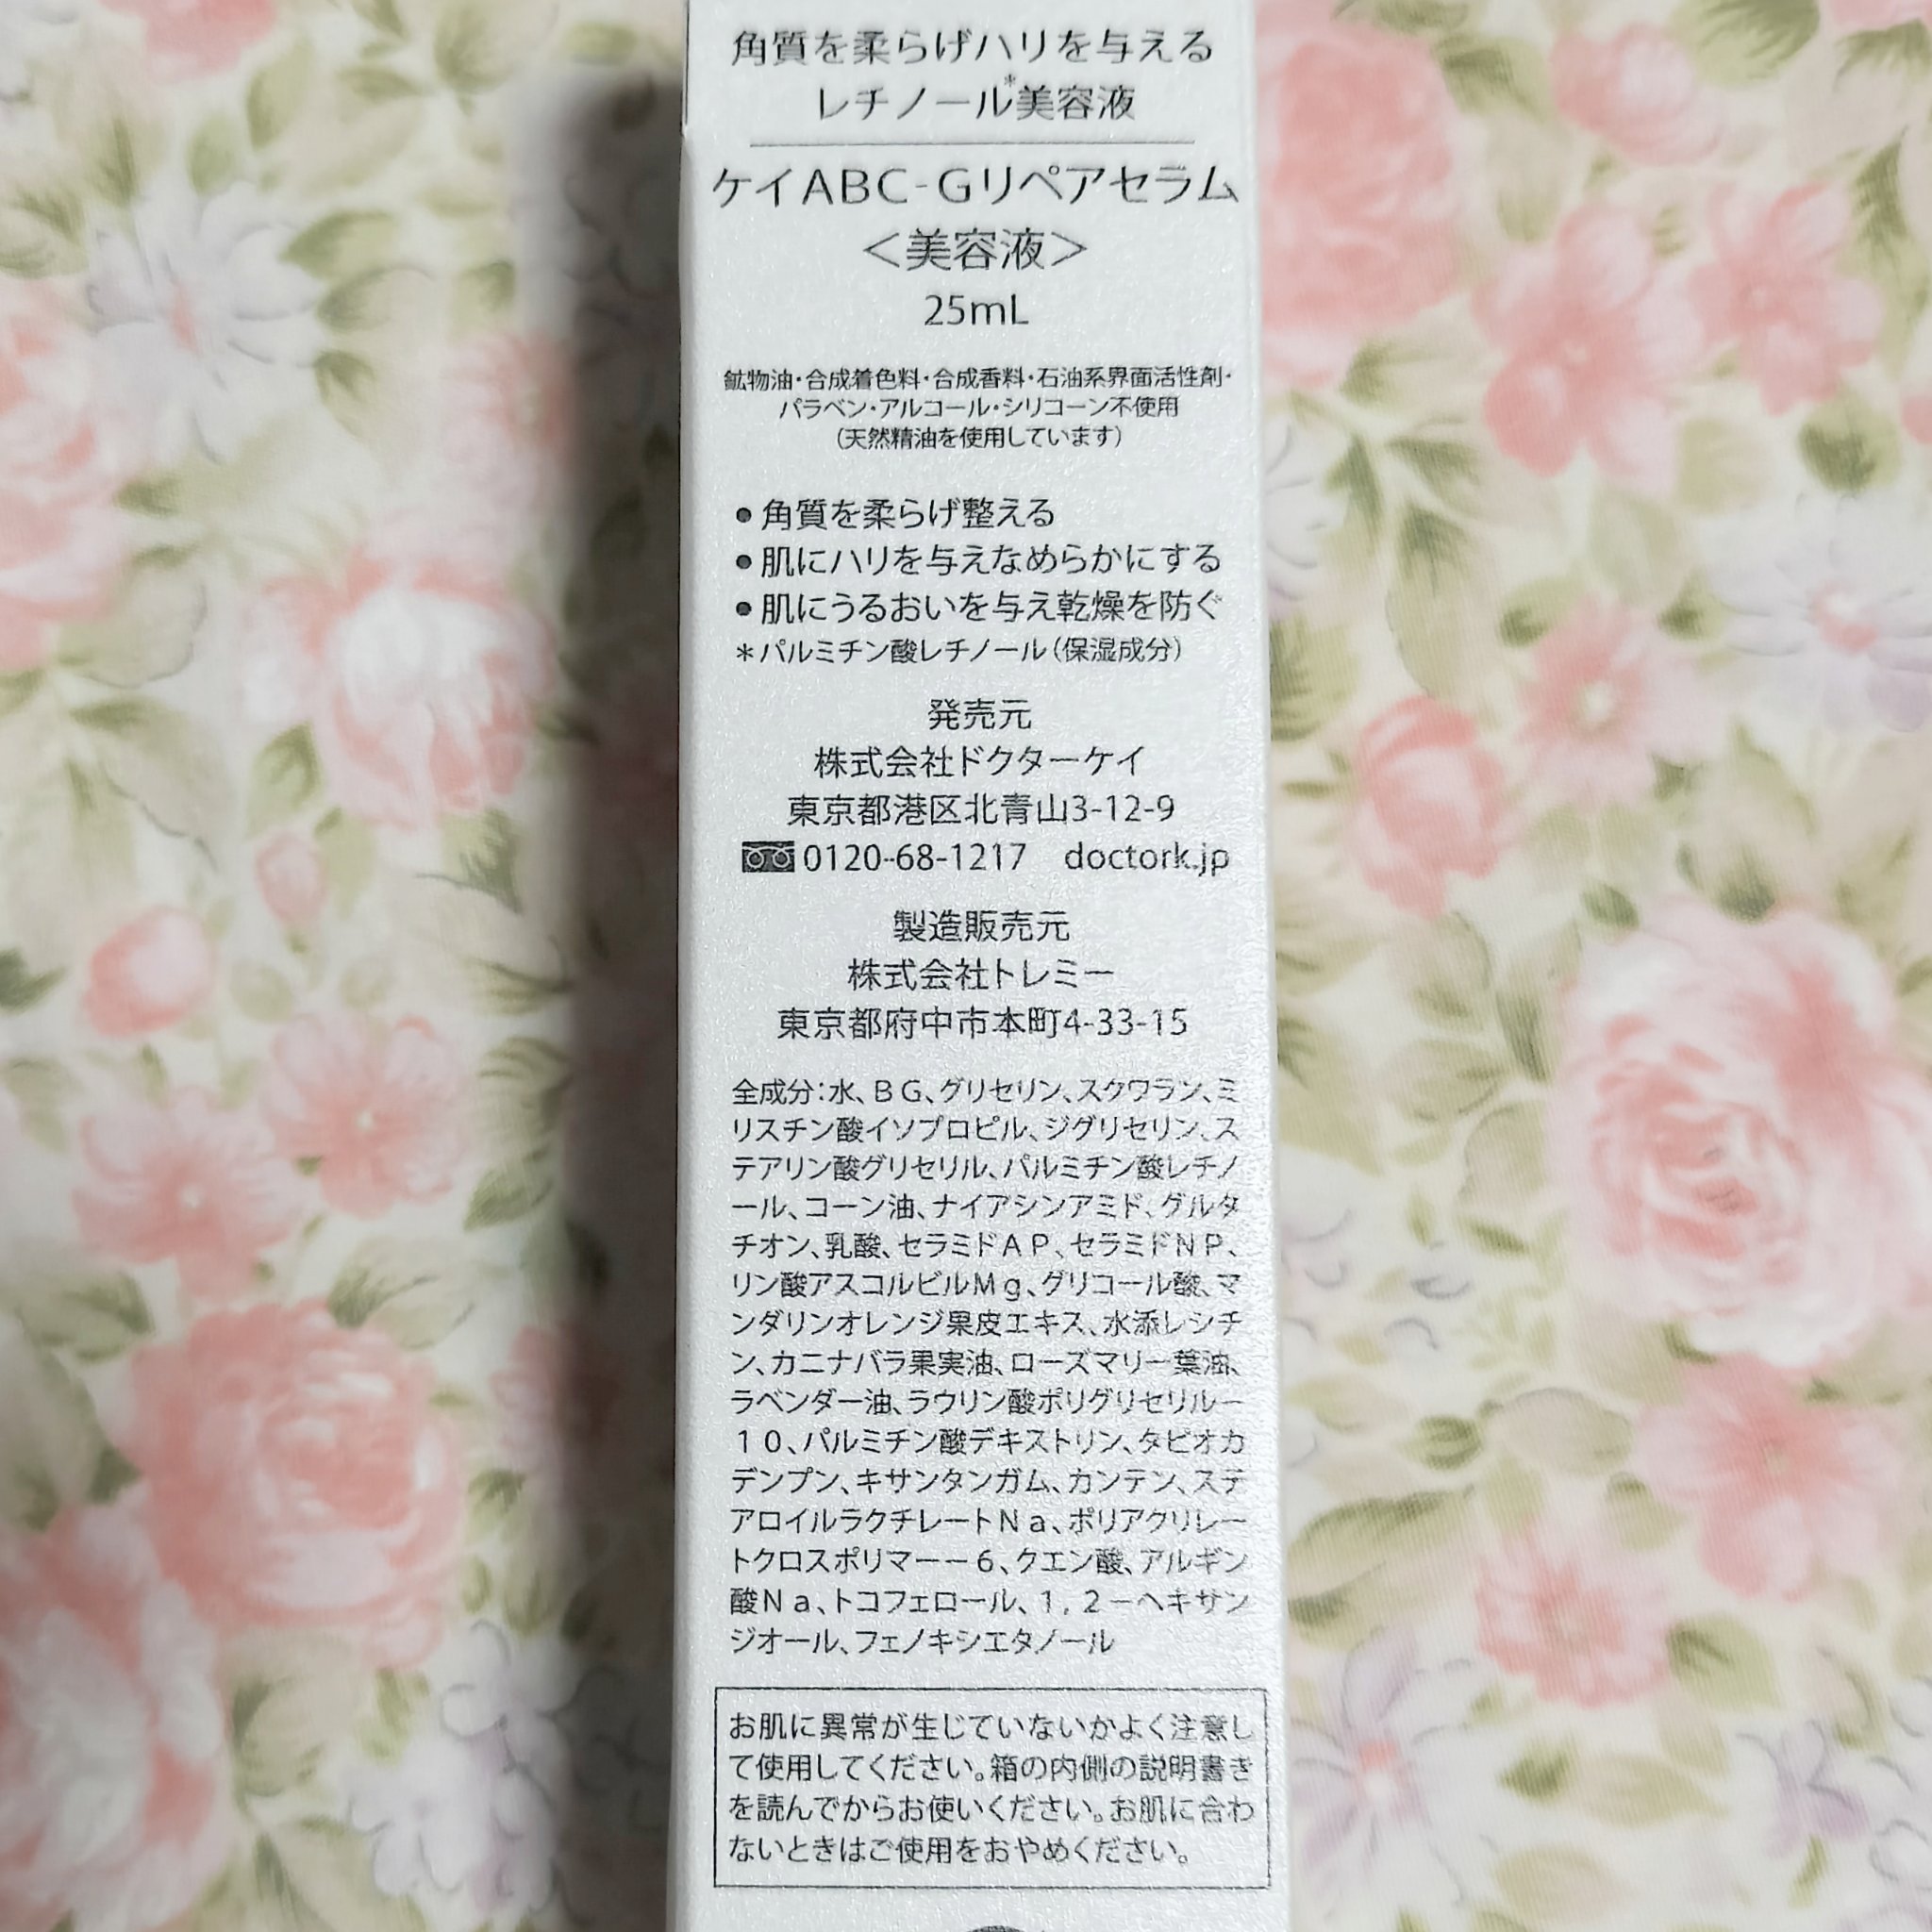 角質を柔らげハリを与える
レチノール*美容液
ケイABC-Gリペアセラム
＜美容液＞
25mL
鉱物油・合成着色料・合成香料・石油系界面活性剤・
パラベン・アルコール・シリコーン不使用
(天然精油を使用しています)
●角質を柔らげ整える
●肌にハリを与えなめらかにする
●肌にうるおいを与え乾燥を防ぐ
＊パルミチン酸レチノール(保湿成分)
発売元
株式会社ドクターケイ
東京都港区北青山3-12-9
0120-68-1217　doctork.jp
製造販売元
株式会社トレミー
東京都府中市本町4-33-15
全成分：水、ＢＧ、グリセリン、スクワラン、ミ
リスチン酸イソプロピル、ジグリセリン、ス
テアリン酸グリセリル、パルミチン酸レチノ
ール、コーン油、ナイアシンアミド、グルタ
チオン、乳酸、セラミドＡＰ、セラミドＮＰ、
リン酸アスコルビルＭｇ、グリコール酸、マ
ンダリンオレンジ果皮エキス、水添レシチ
ン、カニナバラ果実油、ローズマリー葉油、
ラベンダー油、ラウリン酸ポリグリセリルー
１０、パルミチン酸デキストリン、タピオカ
デンプン、キサンタンガム、カンテン、ステ
アロイルラクチレートＮａ、ポリアクリレー
トクロスポリマーー６、クエン酸、アルギン
酸Ｎａ、トコフェロール、１，２ーヘキサン
ジオール、フェノキシエタノール
お肌に異常が生じていないかよく注意し
て使用してください。箱の内側の説明書き
を読んでからお使いください。お肌に合わ
ないときはご使用をおやめください。